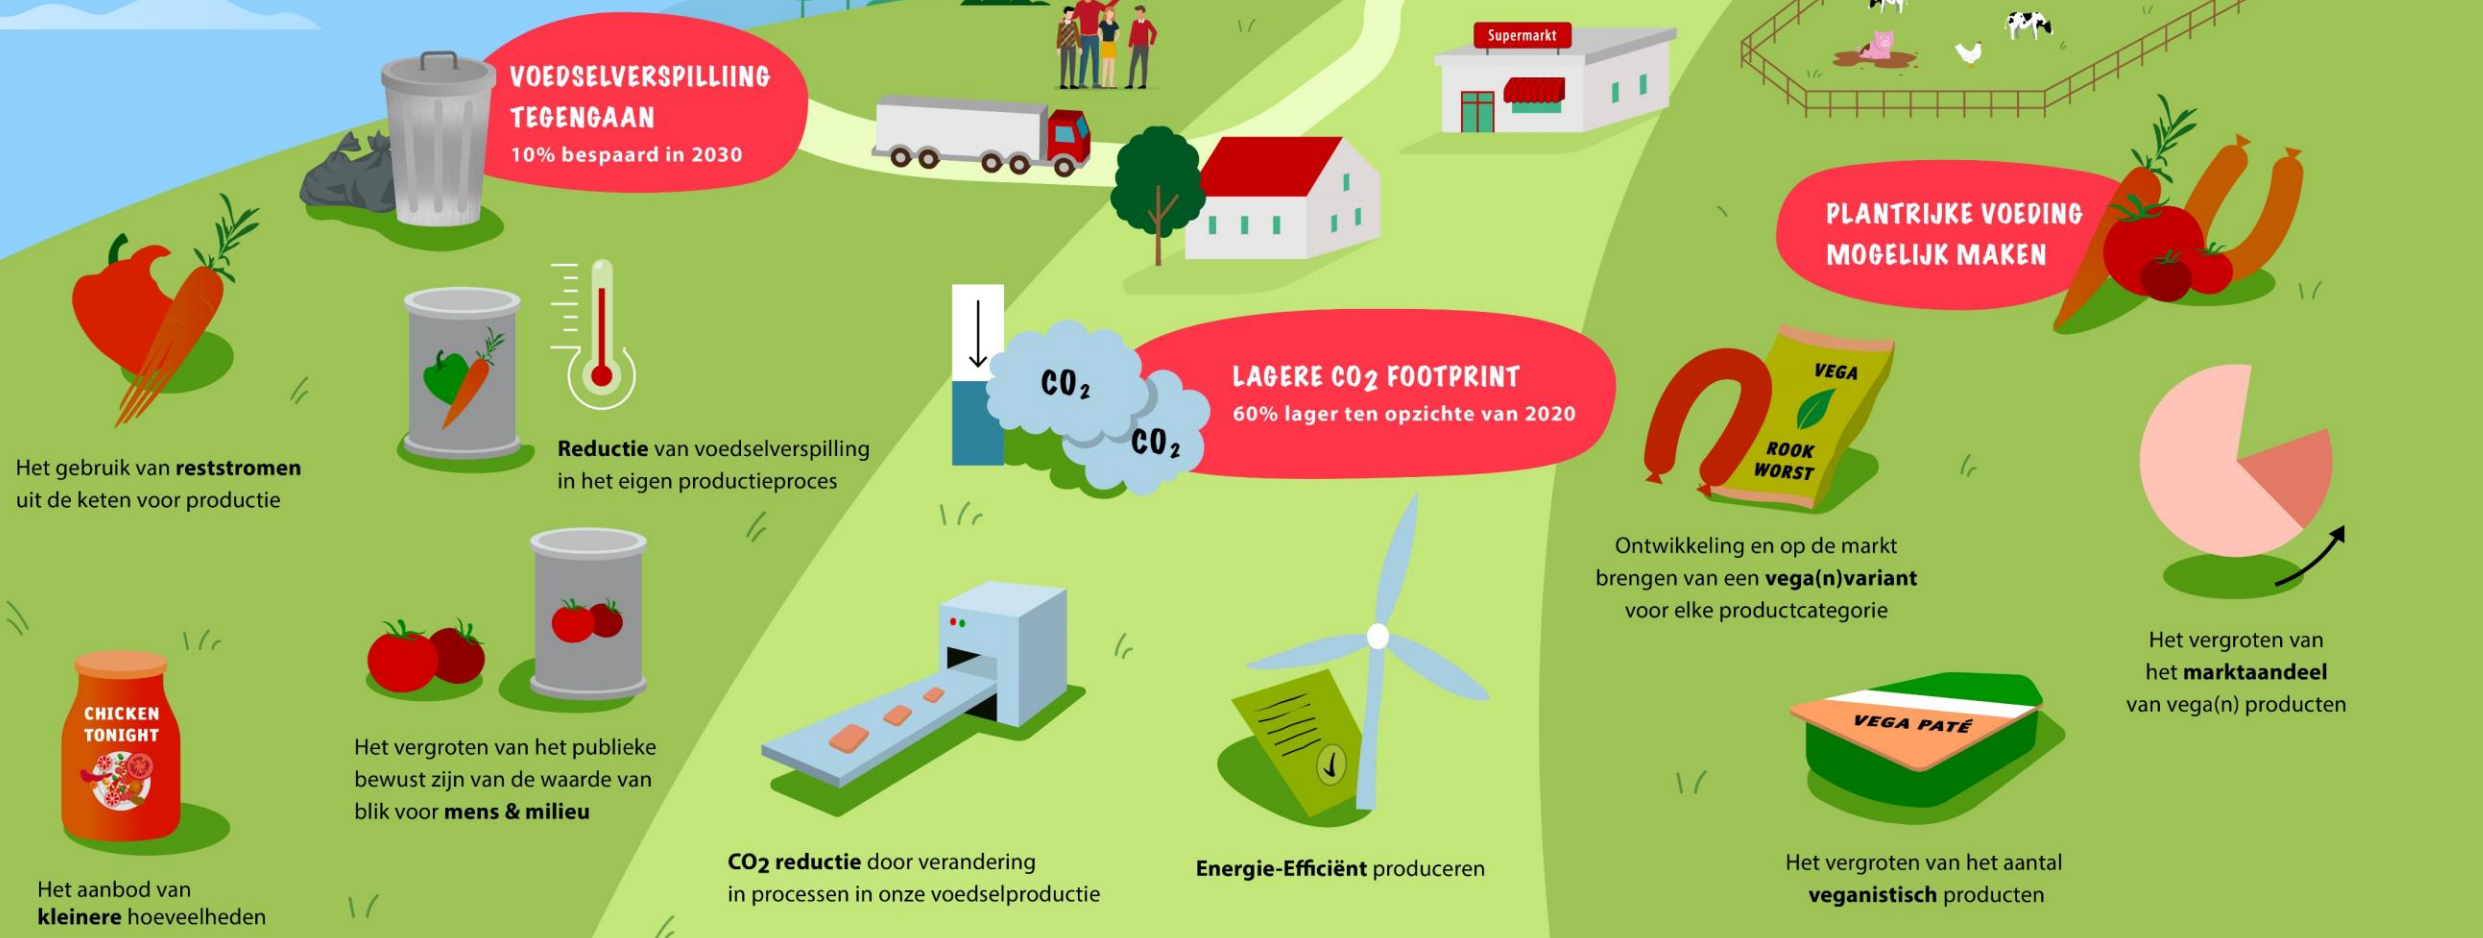 Supermarkt
VOEDSELVERSPILLIING
TEGENGAAN
10% bespaard in 2030
PLANTRIJKE VOEDING
MOGELIJK MAKEN
CO2
CO2
LAGERE CO2 FOOTPRINT
60% lager ten opzichte van 2020
VEGA
ROOK
WORST
Het gebruik van reststromen
uit de keten voor productie
Reductie van voedselverspilling
in het eigen productieproces
Ontwikkeling en op de markt
brengen van een vega(n)variant
voor elke productcategorie
Het vergroten van
het marktaandeel
van vega(n) producten
CHICKEN
TONIGHT
Het vergroten van het publieke
bewust zijn van de waarde van
blik voor mens & milieu
VEGA PATÉ
CO2 reductie door verandering
in processen in onze voedselproductie
Energie-Efficiënt produceren
Het vergroten van het aantal
veganistisch producten
Het aanbod van
kleinere hoeveelheden